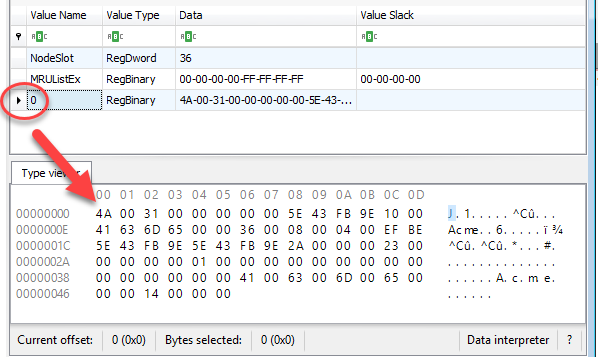 Value Name Value Type Data Value Slack
ABC ABC ABC ABC
NodeSlot RegDword 36
MRUListEx RegBinary 00-00-00-00-FF-FF-FF-FF 00-00-00-00
0 RegBinary 4A-00-31-00-00-00-00-00-5E-43-...
Type viewer
00 01 02 03 04 05 06 07 08 09 0A 0B 0C 0D
00000000 4A 00 31 00 00 00 00 00 5E 43 FB 9E 10 00 J.1.....^Cû...
0000000E 41 63 6D 65 00 00 36 00 08 00 04 00 EF BE Acme..6.....ï¾
0000001C 5E 43 FB 9E 5E 43 FB 9E 2A 00 00 00 23 00 ^Cû.^Cû.*...#.
0000002A 00 00 00 00 00 01 00 00 00 00 00 00 00 00 ..............
00000038 00 00 00 00 00 00 41 00 63 00 6D 00 65 00 ......A.c.m.e.
00000046 00 00 14 00 00 00 ......
Current offset: 0 (0x0) Bytes selected: 0 (0x0) Data interpreter ?